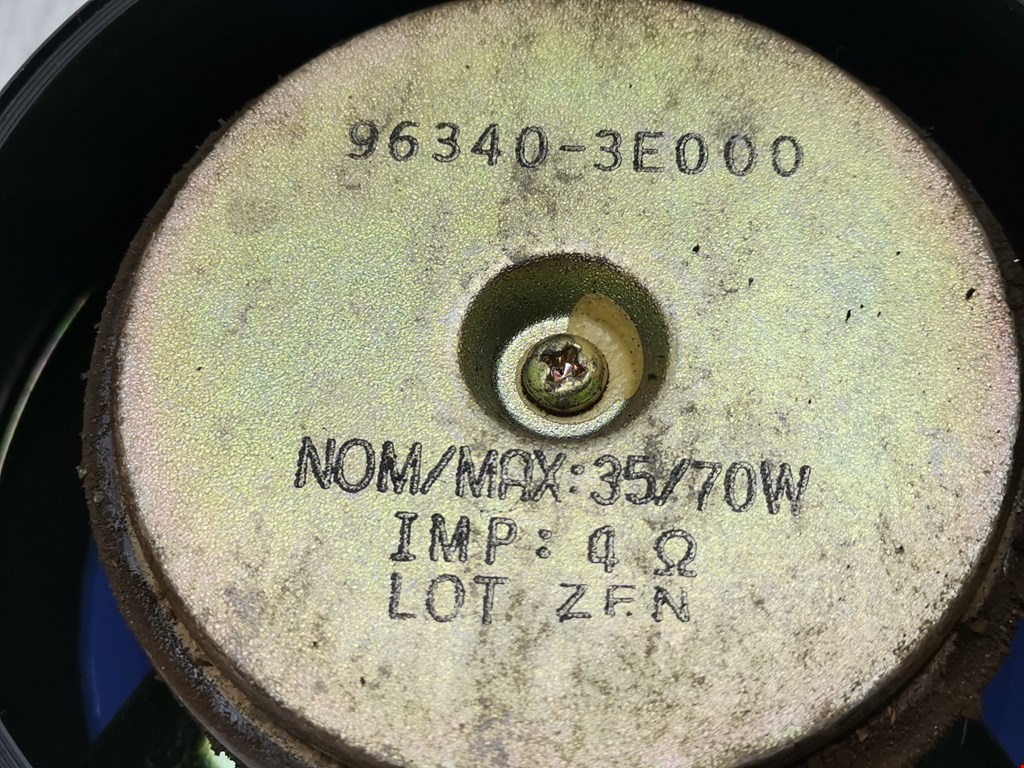 96340-3E000
NOM/MAX:35/70W
IMP: 4 Ω
LOT ZFN